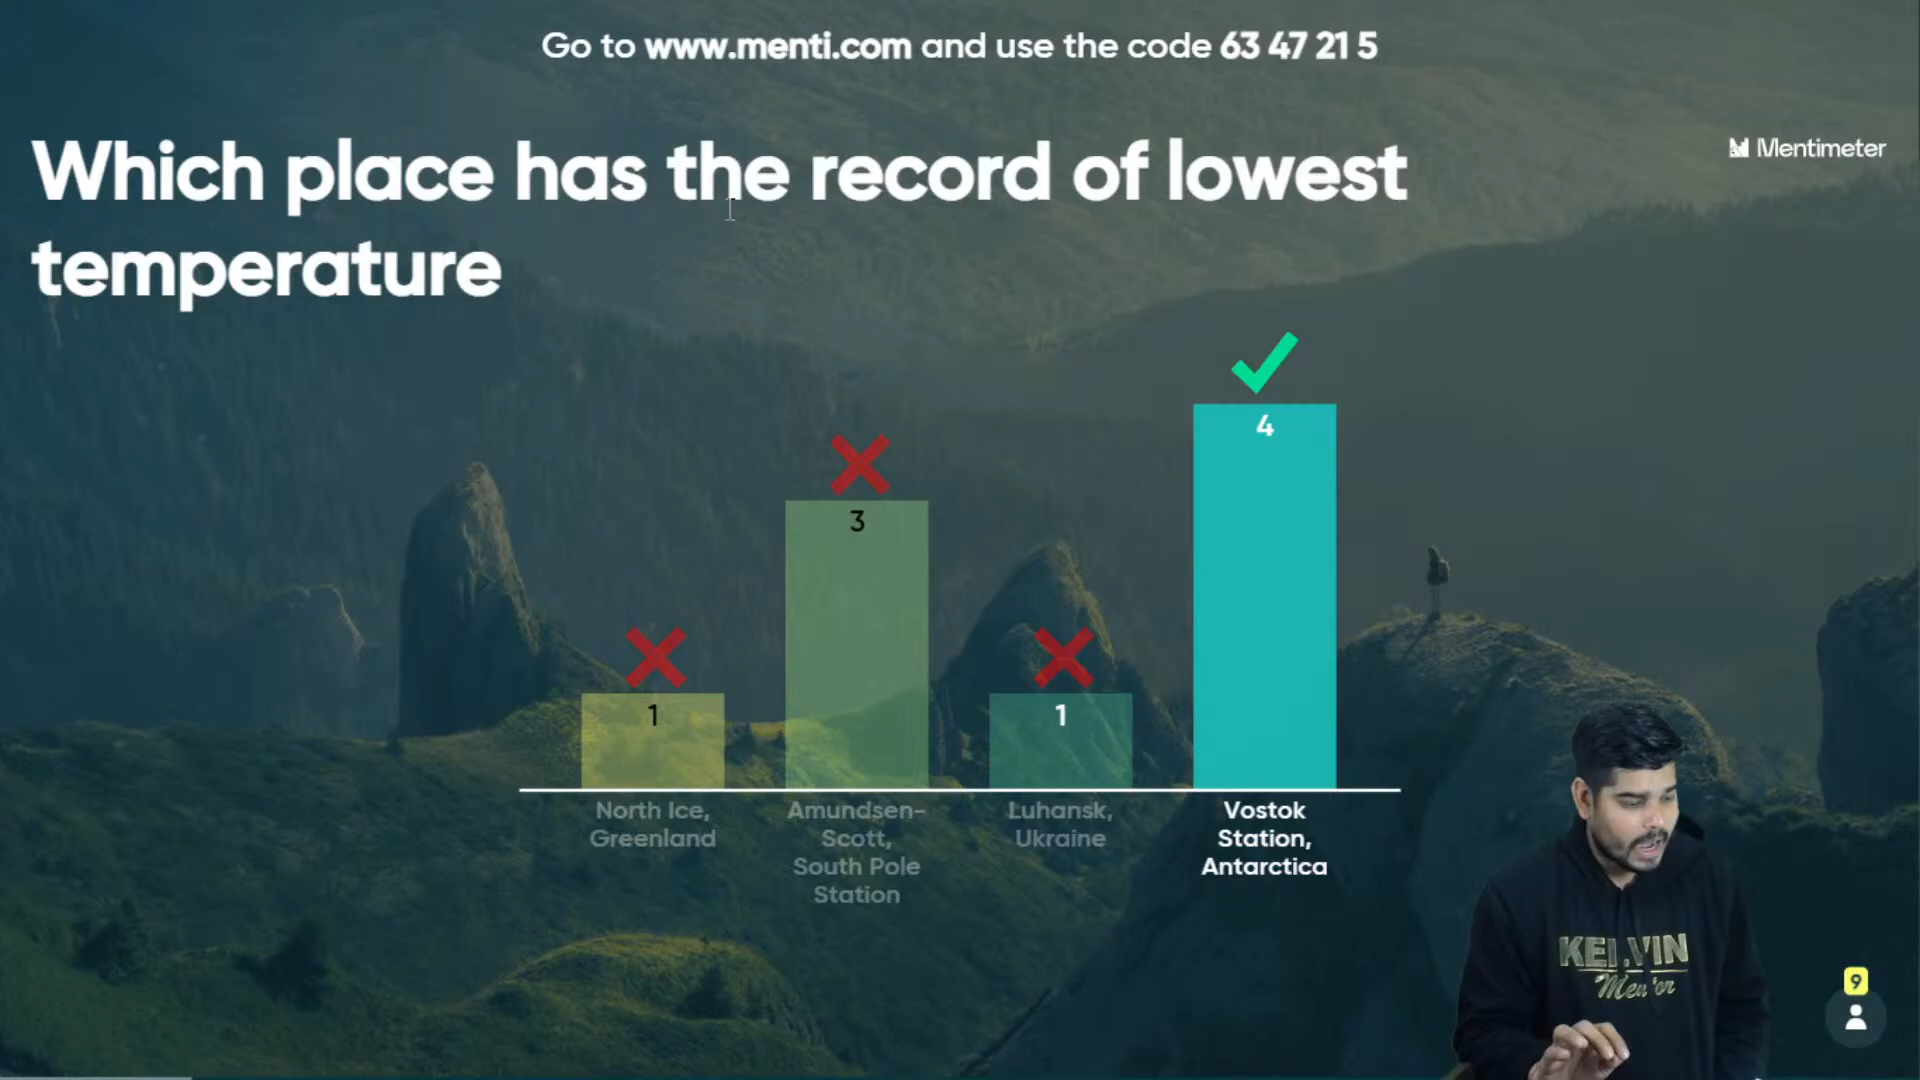 Go to www.menti.com and use the code 63 47 21 5
Which place has the record of lowest
temperature
Mentimeter
4
3
1
1
North Ice,
Greenland
Amundsen-
Scott,
South Pole
Station
Luhansk,
Ukraine
Vostok
Station,
Antarctica
KELVIN
Mentor
9